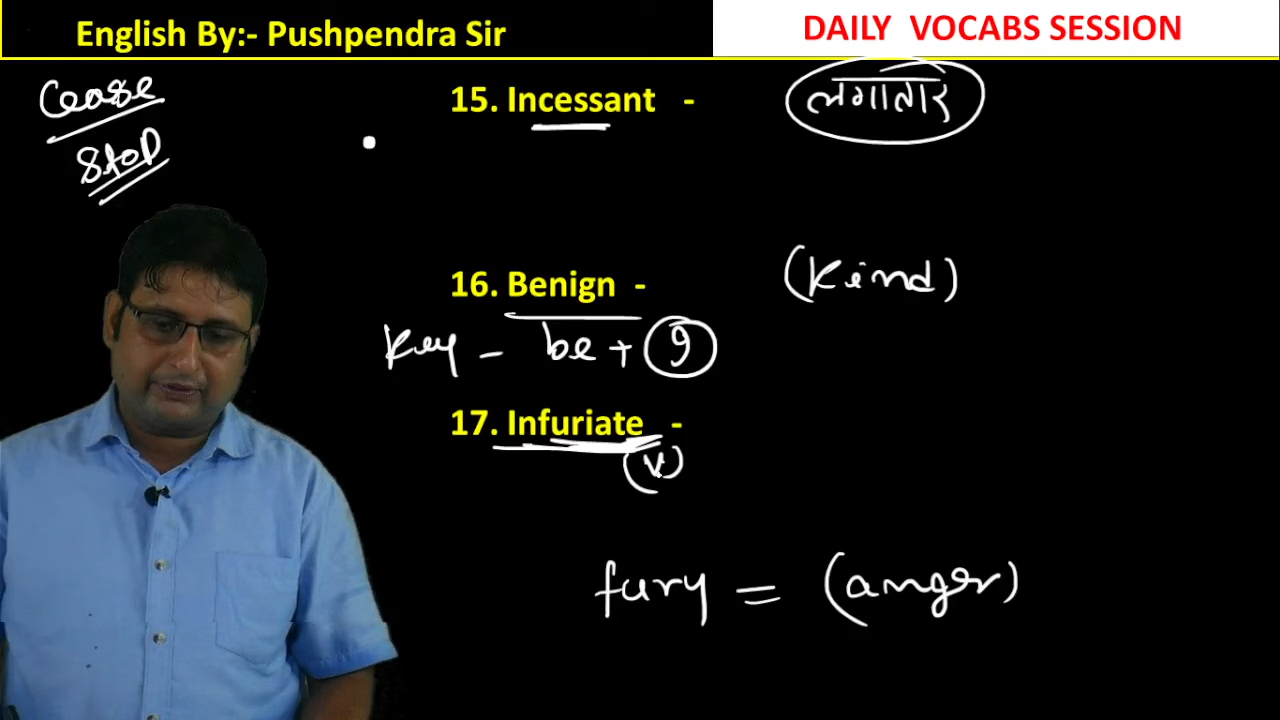 English By:- Pushpendra Sir
DAILY VOCABS SESSION
Cease
Stop
15. Incessant -
लगातार
16. Benign -
(Kind)
Key - be + g
17. Infuriate -
(v)
fury = (anger)